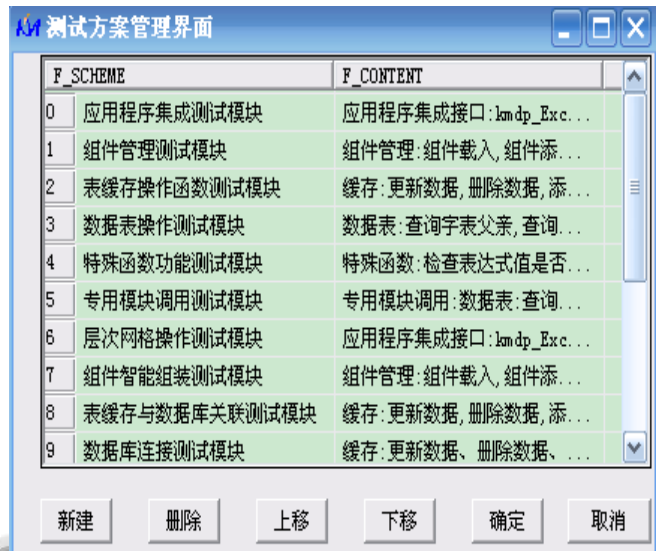 KM 测试方案管理界面
F_SCHEME F_CONTENT
0 应用程序集成测试模块 应用程序集成接口:kmdp_Exc...
1 组件管理测试模块 组件管理:组件载入,组件添...
2 表缓存操作函数测试模块 缓存:更新数据,删除数据,添...
3 数据表操作测试模块 数据表:查询字表父亲,查询...
4 特殊函数功能测试模块 特殊函数:检查表达式值是否...
5 专用模块调用测试模块 专用模块调用:数据表:查询...
6 层次网格操作测试模块 应用程序集成接口:kmdp_Exc...
7 组件智能组装测试模块 组件管理:组件载入,组件添...
8 表缓存与数据库关联测试模块 缓存:更新数据,删除数据,添...
9 数据库连接测试模块 缓存:更新数据、删除数据、...
新建 删除 上移 下移 确定 取消